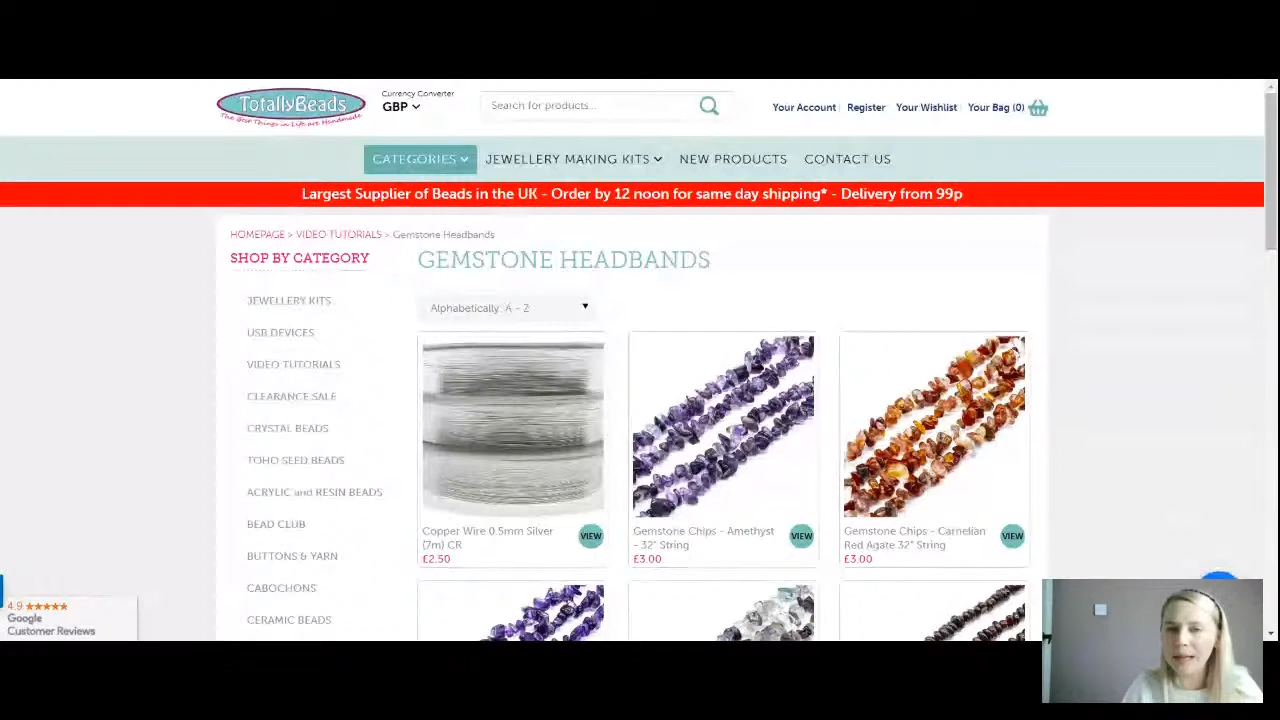 TotallyBeads
The Best Things in Life are Handmade
Currency Converter
GBP
Search for products...
Your Account
Register
Your Wishlist
Your Bag (0)
CATEGORIES
JEWELLERY MAKING KITS
NEW PRODUCTS
CONTACT US
Largest Supplier of Beads in the UK - Order by 12 noon for same day shipping* - Delivery from 99p
HOMEPAGE > VIDEO TUTORIALS > Gemstone Headbands
SHOP BY CATEGORY
JEWELLERY KITS
USB DEVICES
VIDEO TUTORIALS
CLEARANCE SALE
CRYSTAL BEADS
TOHO SEED BEADS
ACRYLIC and RESIN BEADS
BEAD CLUB
BUTTONS & YARN
CABOCHONS
CERAMIC BEADS
GEMSTONE HEADBANDS
Alphabetically: A - Z
Copper Wire 0.5mm Silver
(7m) CR
£2.50
VIEW
Gemstone Chips - Amethyst
- 32" String
£3.00
VIEW
Gemstone Chips - Carnelian
Red Agate 32" String
£3.00
VIEW
4.9
Google
Customer Reviews